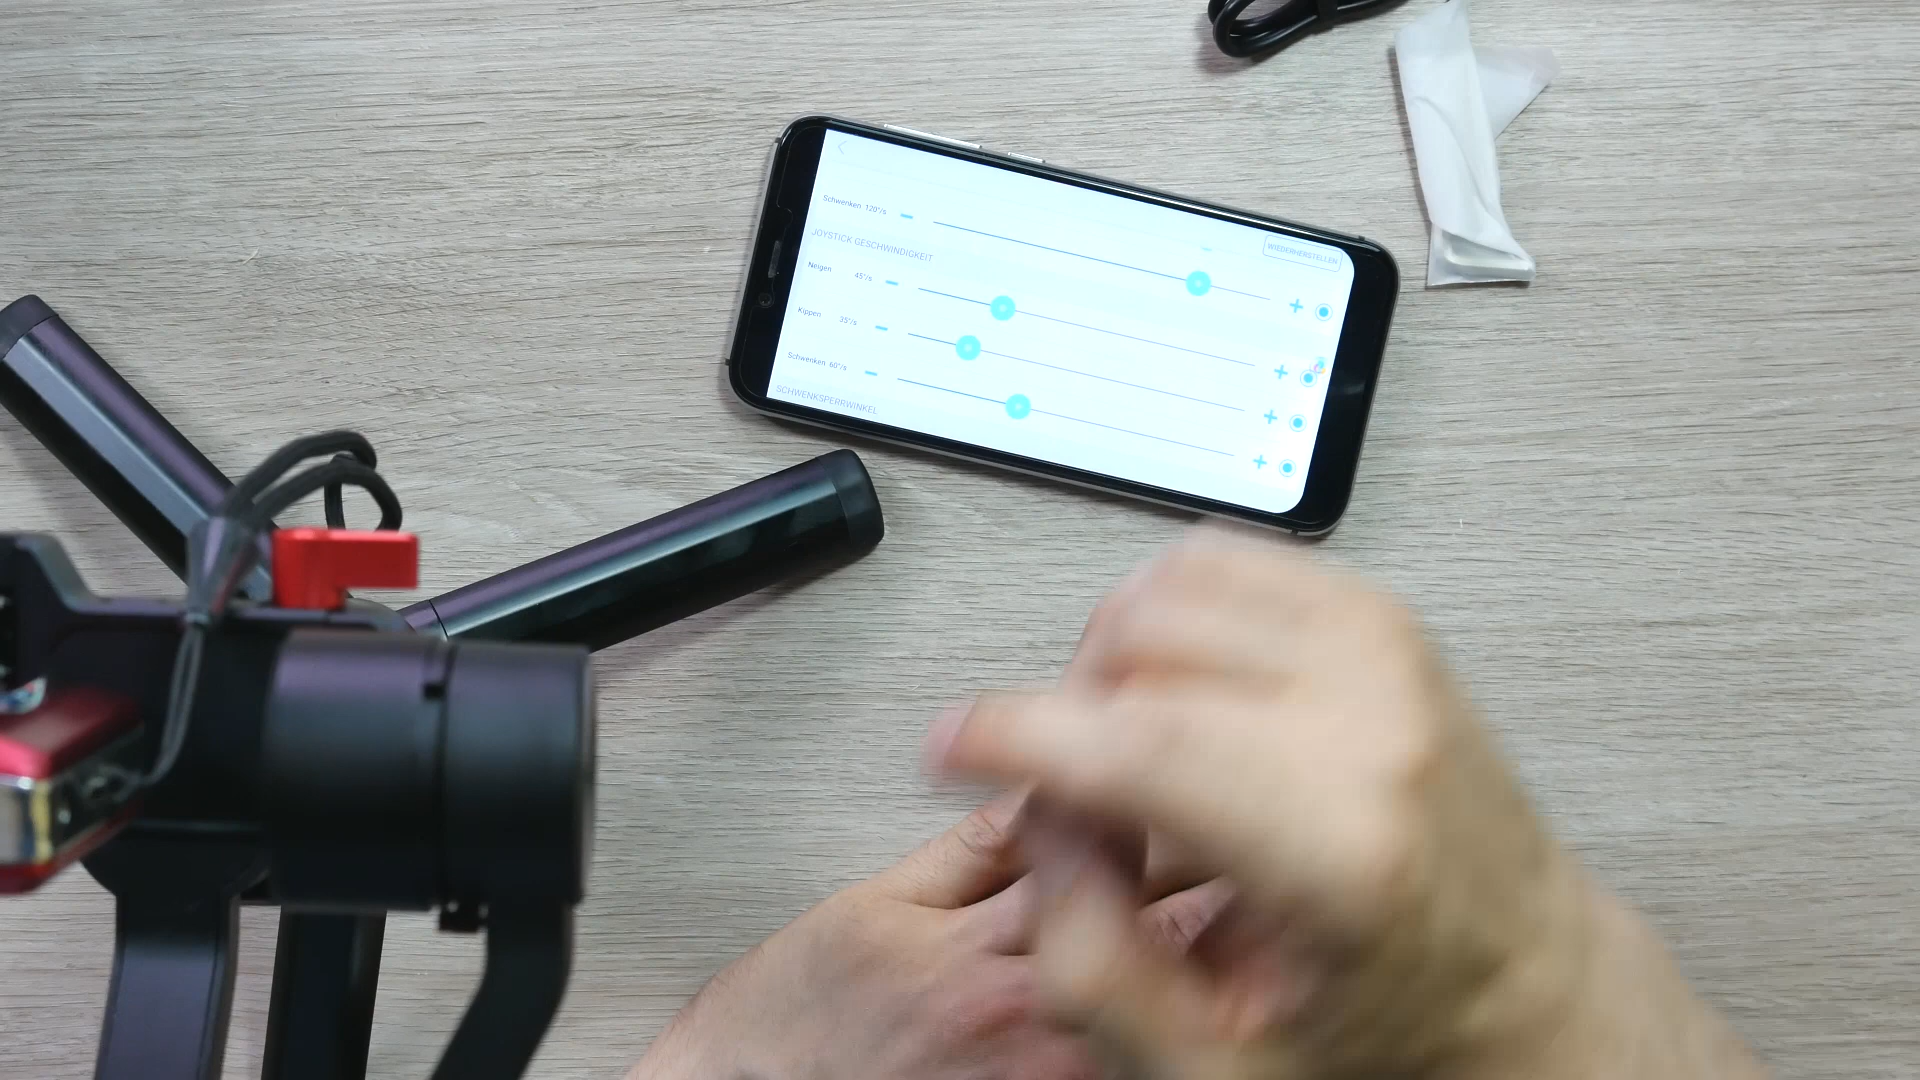 Schwenken 120°/s
WIEDERHERSTELLEN
JOYSTICK GESCHWINDIGKEIT
Neigen 45°/s
Kippen 35°/s
Schwenken 60°/s
SCHWENKSPERRWINKEL